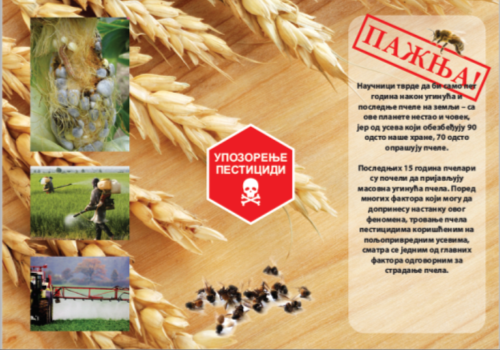 УПОЗОРЕЊЕ
ПЕСТИЦИДИ
ПАЖЊА!
Научници тврде да би само пет
година након угинућа и
последње пчеле на земљи – са
ове планете нестао и човек,
јер од усева који обезбеђују 90
одсто наше хране, 70 одсто
опрашују пчеле.
Последњих 15 година пчелари
су почели да пријављују
масовна угинућа пчела. Поред
многих фактора који могу да
допринесу настанку овог
феномена, тровање пчела
пестицидима коришћеним на
пољопривредним усевима,
сматра се једним од главних
фактора одговорним за
страдање пчела.